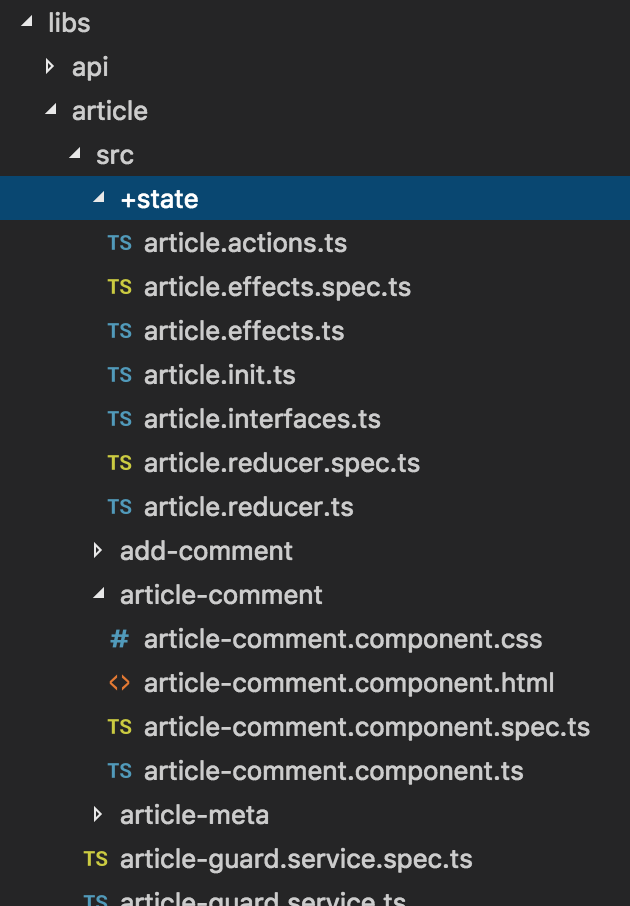 libs
api
article
src
+state
TS article.actions.ts
TS article.effects.spec.ts
TS article.effects.ts
TS article.init.ts
TS article.interfaces.ts
TS article.reducer.spec.ts
TS article.reducer.ts
add-comment
article-comment
# article-comment.component.css
<> article-comment.component.html
TS article-comment.component.spec.ts
TS article-comment.component.ts
article-meta
TS article-guard.service.spec.ts
TS article-guard.service.ts